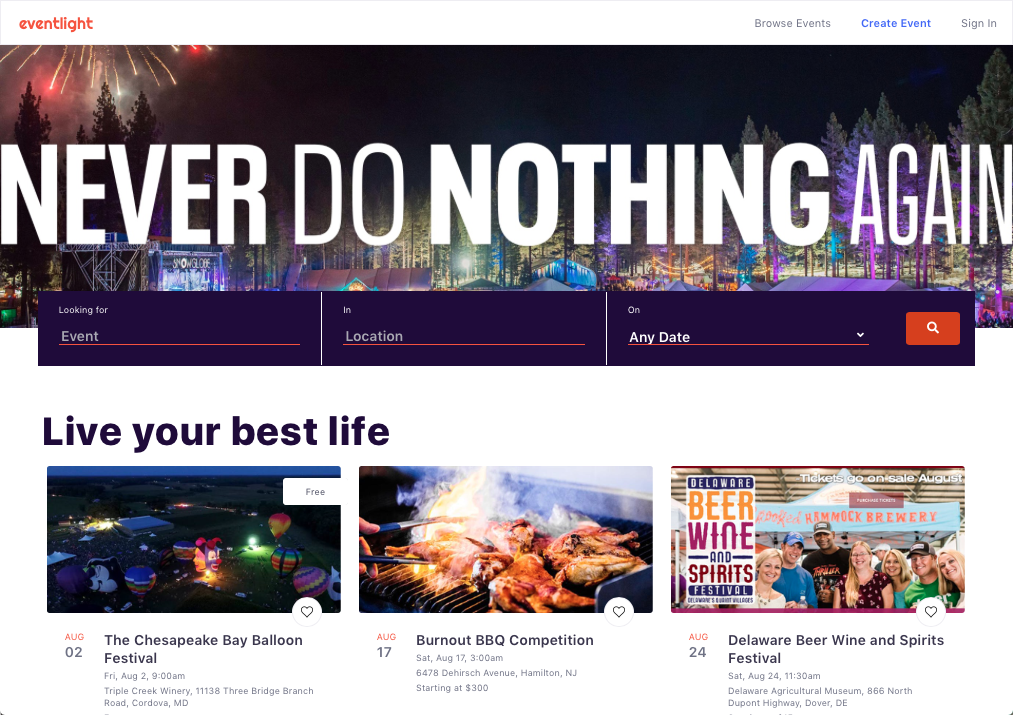 eventlight
Browse Events
Create Event
Sign In
NEVER DO NOTHING AGAIN
SNOWGLOBE
Looking for
Event
In
Location
On
Any Date
Live your best life
Free
AUG
02
The Chesapeake Bay Balloon
Festival
Fri, Aug 2, 9:00am
Triple Creek Winery, 11138 Three Bridge Branch
Road, Cordova, MD
AUG
17
Burnout BBQ Competition
Sat, Aug 17, 3:00am
6478 Dehirsch Avenue, Hamilton, NJ
Starting at $300
Tickets go on sale August
PURCHASE TICKETS
DELAWARE
BEER
WINE
AND
SPIRITS
FESTIVAL
DELAWARE'S
HAMMOCK BREWERY
THRILLER
AUG
24
Delaware Beer Wine and Spirits
Festival
Sat, Aug 24, 11:30am
Delaware Agricultural Museum, 866 North
Dupont Highway, Dover, DE